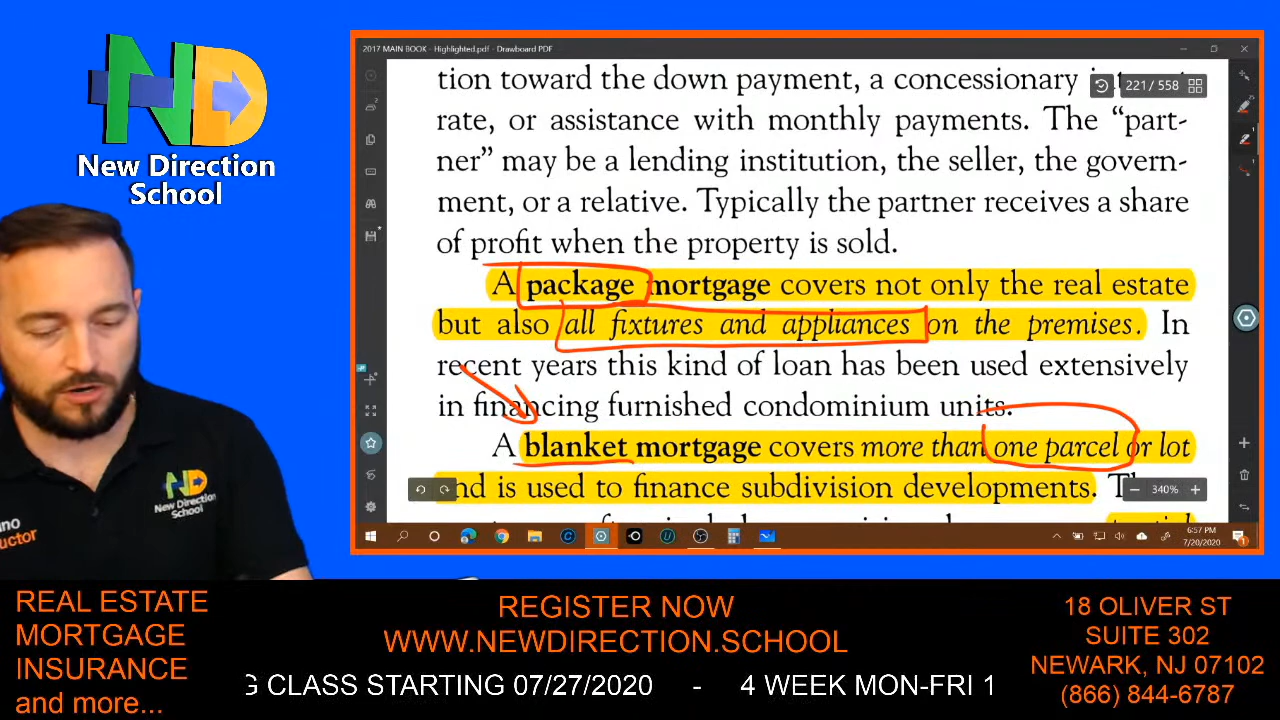 ND
New Direction
School
2017 MAIN BOOK - Highlighted.pdf - Drawboard PDF
221 / 558
tion toward the down payment, a concessionary
rate, or assistance with monthly payments. The “part-
ner” may be a lending institution, the seller, the govern-
ment, or a relative. Typically the partner receives a share
of profit when the property is sold.
A package mortgage covers not only the real estate
but also all fixtures and appliances on the premises. In
recent years this kind of loan has been used extensively
in financing furnished condominium units.
A blanket mortgage covers more than one parcel or lot
and is used to finance subdivision developments.
340%
6:57 PM
7/20/2020
New Direction
School
REAL ESTATE
MORTGAGE
INSURANCE
and more...
REGISTER NOW
WWW.NEWDIRECTION.SCHOOL
G CLASS STARTING 07/27/2020 - 4 WEEK MON-FRI 1
18 OLIVER ST
SUITE 302
NEWARK, NJ 07102
(866) 844-6787